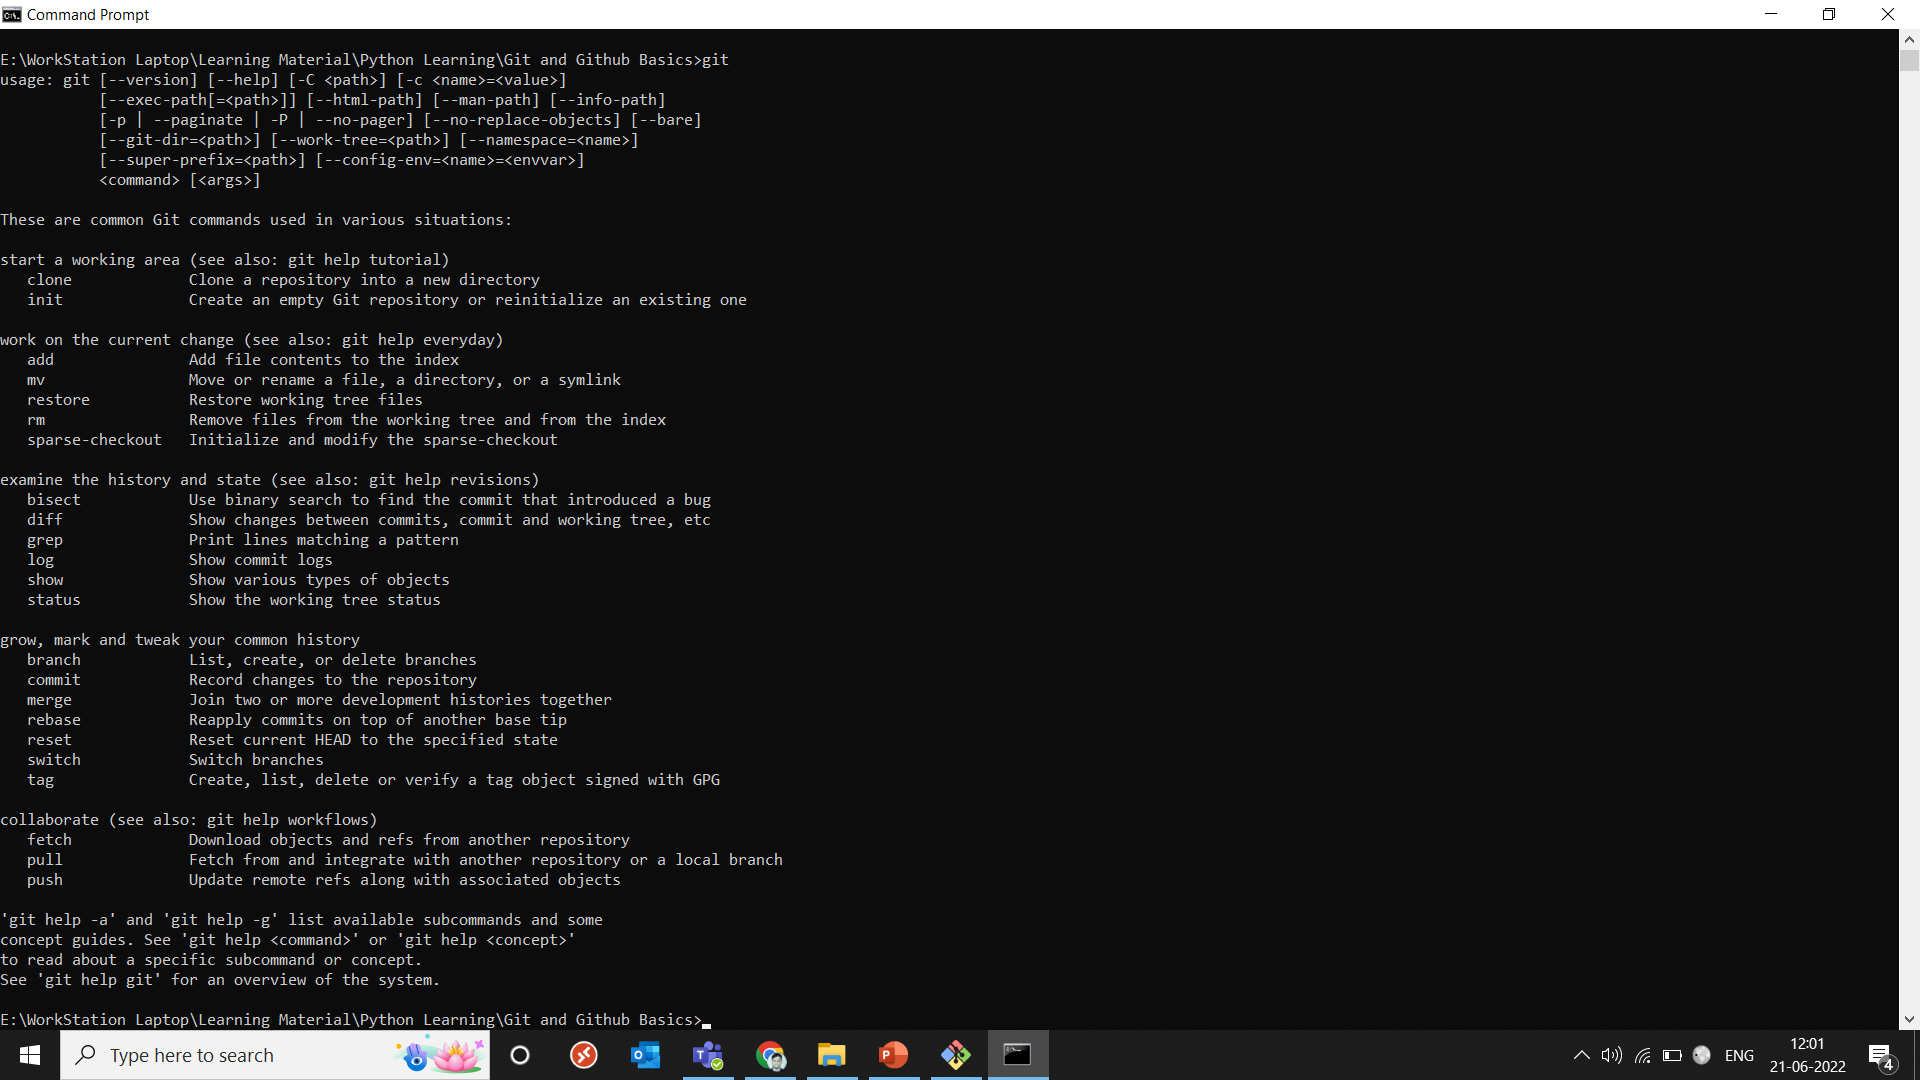 Command Prompt
E:\WorkStation Laptop\Learning Material\Python Learning\Git and Github Basics>git
usage: git [--version] [--help] [-C <path>] [-c <name>=<value>]
           [--exec-path[=<path>]] [--html-path] [--man-path] [--info-path]
           [-p | --paginate | -P | --no-pager] [--no-replace-objects] [--bare]
           [--git-dir=<path>] [--work-tree=<path>] [--namespace=<name>]
           [--super-prefix=<path>] [--config-env=<name>=<envvar>]
           <command> [<args>]
These are common Git commands used in various situations:
start a working area (see also: git help tutorial)
   clone             Clone a repository into a new directory
   init              Create an empty Git repository or reinitialize an existing one
work on the current change (see also: git help everyday)
   add               Add file contents to the index
   mv                Move or rename a file, a directory, or a symlink
   restore           Restore working tree files
   rm                Remove files from the working tree and from the index
   sparse-checkout   Initialize and modify the sparse-checkout
examine the history and state (see also: git help revisions)
   bisect            Use binary search to find the commit that introduced a bug
   diff              Show changes between commits, commit and working tree, etc
   grep              Print lines matching a pattern
   log               Show commit logs
   show              Show various types of objects
   status            Show the working tree status
grow, mark and tweak your common history
   branch            List, create, or delete branches
   commit            Record changes to the repository
   merge             Join two or more development histories together
   rebase            Reapply commits on top of another base tip
   reset             Reset current HEAD to the specified state
   switch            Switch branches
   tag               Create, list, delete or verify a tag object signed with GPG
collaborate (see also: git help workflows)
   fetch             Download objects and refs from another repository
   pull              Fetch from and integrate with another repository or a local branch
   push              Update remote refs along with associated objects
'git help -a' and 'git help -g' list available subcommands and some
concept guides. See 'git help <command>' or 'git help <concept>'
to read about a specific subcommand or concept.
See 'git help git' for an overview of the system.
E:\WorkStation Laptop\Learning Material\Python Learning\Git and Github Basics>
Type here to search
ENG
12:01
21-06-2022
4